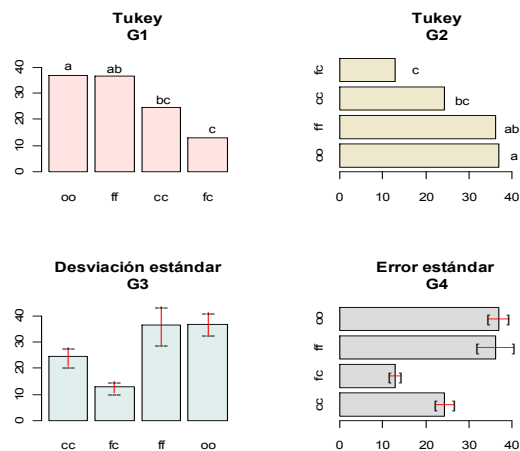 Tukey
G1
40
30
20
10
0
a
ab
bc
c
oo ff cc fc
Tukey
G2
fc
cc
ff
oo
c
bc
ab
a
0 10 20 30 40
Desviación estándar
G3
40
30
20
10
0
cc fc ff oo
Error estándar
G4
oo
ff
fc
cc
0 10 20 30 40